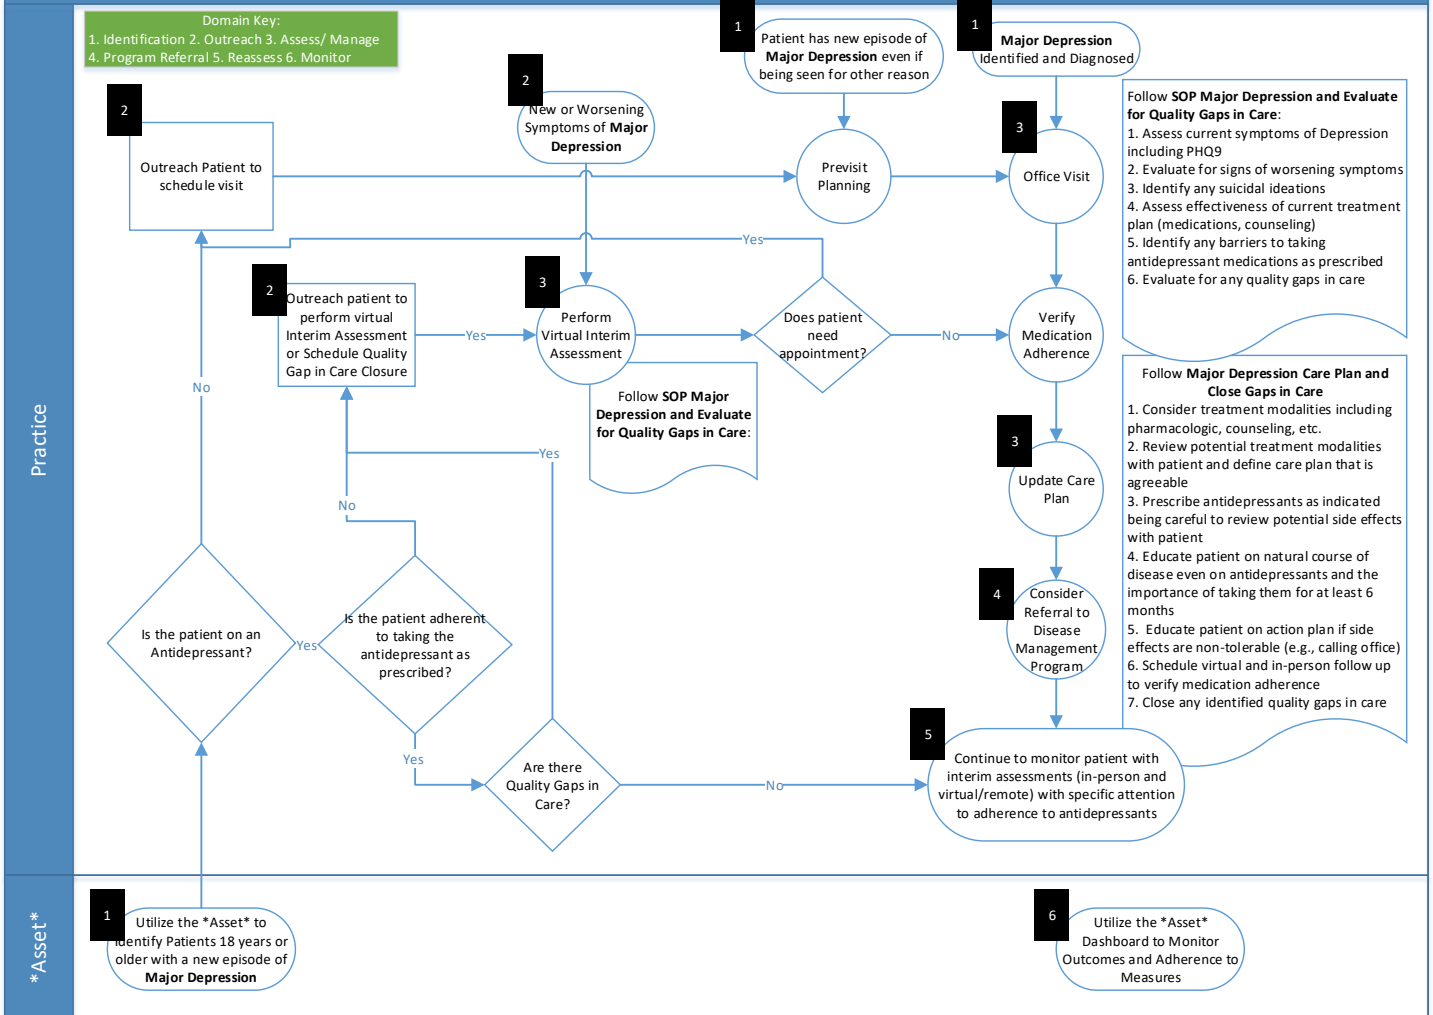 Domain Key:
1. Identification 2. Outreach 3. Assess/ Manage
4. Program Referral 5. Reassess 6. Monitor
1
Patient has new episode of
Major Depression even if
being seen for other reason
1
Major Depression
Identified and Diagnosed
2
New or Worsening
Symptoms of Major
Depression
2
Outreach Patient to
schedule visit
Previsit
Planning
3
Office Visit
Follow SOP Major Depression and Evaluate
for Quality Gaps in Care:
1. Assess current symptoms of Depression
including PHQ9
2. Evaluate for signs of worsening symptoms
3. Identify any suicidal ideations
4. Assess effectiveness of current treatment
plan (medications, counseling)
5. Identify any barriers to taking
antidepressant medications as prescribed
6. Evaluate for any quality gaps in care
Yes
2
Outreach patient to
perform virtual
Interim Assessment
or Schedule Quality
Gap in Care Closure
Yes
3
Perform
Virtual Interim
Assessment
Does patient
need
appointment?
No
Verify
Medication
Adherence
Follow SOP Major
Depression and Evaluate
for Quality Gaps in Care:
Follow Major Depression Care Plan and
Close Gaps in Care
1. Consider treatment modalities including
pharmacologic, counseling, etc.
2. Review potential treatment modalities
with patient and define care plan that is
agreeable
3. Prescribe antidepressants as indicated
being careful to review potential side effects
with patient
4. Educate patient on natural course of
disease even on antidepressants and the
importance of taking them for at least 6
months
5.  Educate patient on action plan if side
effects are non-tolerable (e.g., calling office)
6. Schedule virtual and in-person follow up
to verify medication adherence
7. Close any identified quality gaps in care
No
Practice
Yes
No
3
Update Care
Plan
4
Consider
Referral to
Disease
Management
Program
Is the patient on an
Antidepressant?
Yes
Is the patient adherent
to taking the
antidepressant as
prescribed?
Yes
Are there
Quality Gaps in
Care?
No
5
Continue to monitor patient with
interim assessments (in-person and
virtual/remote) with specific attention
to adherence to antidepressants
*Asset*
1
Utilize the *Asset* to
Identify Patients 18 years or
older with a new episode of
Major Depression
6
Utilize the *Asset*
Dashboard to Monitor
Outcomes and Adherence to
Measures